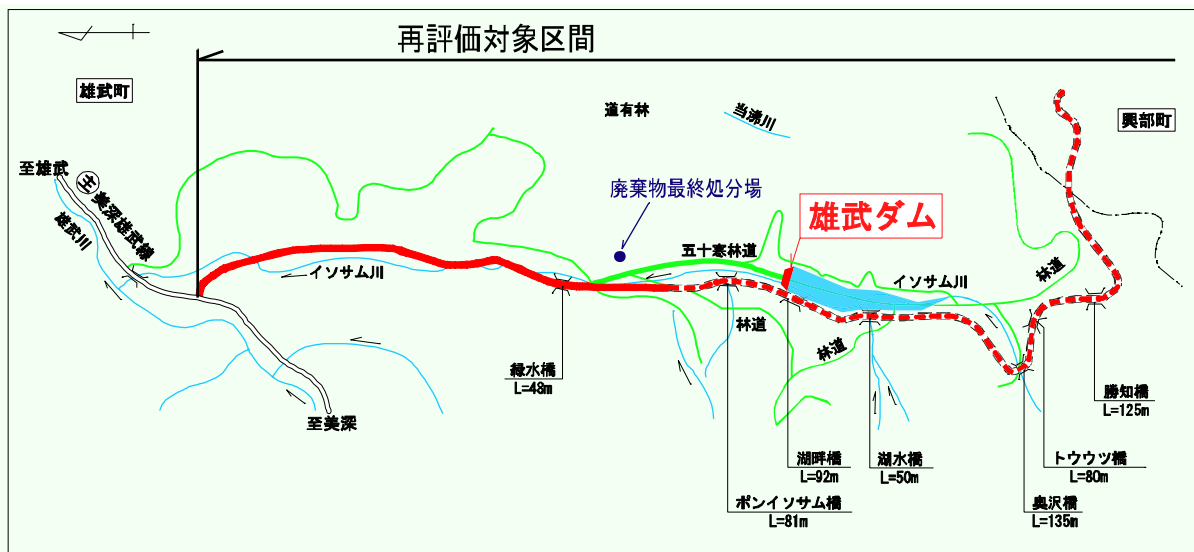 再評価対象区間
雄武町
道有林
当沸川
興部町
至雄武
主 美深雄武線
雄武川
廃棄物最終処分場
雄武ダム
五十寒林道
イソサム川
イソサム川
林道
林道
林道
至美深
緑水橋
L=48m
ポンイソサム橋
L=81m
湖畔橋
L=92m
湖水橋
L=50m
奥沢橋
L=135m
トウウツ橋
L=80m
勝知橋
L=125m